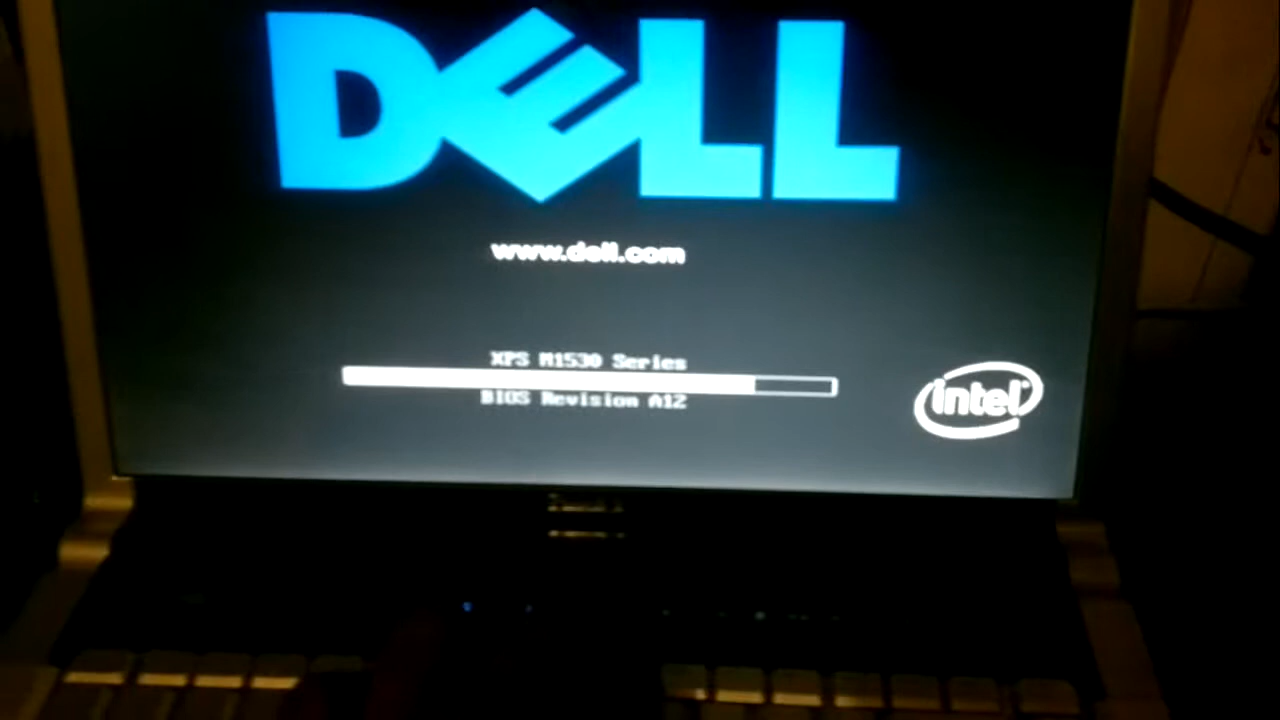 DELL
www.dell.com
XPS M1530 Series
BIOS Revision A12
intel